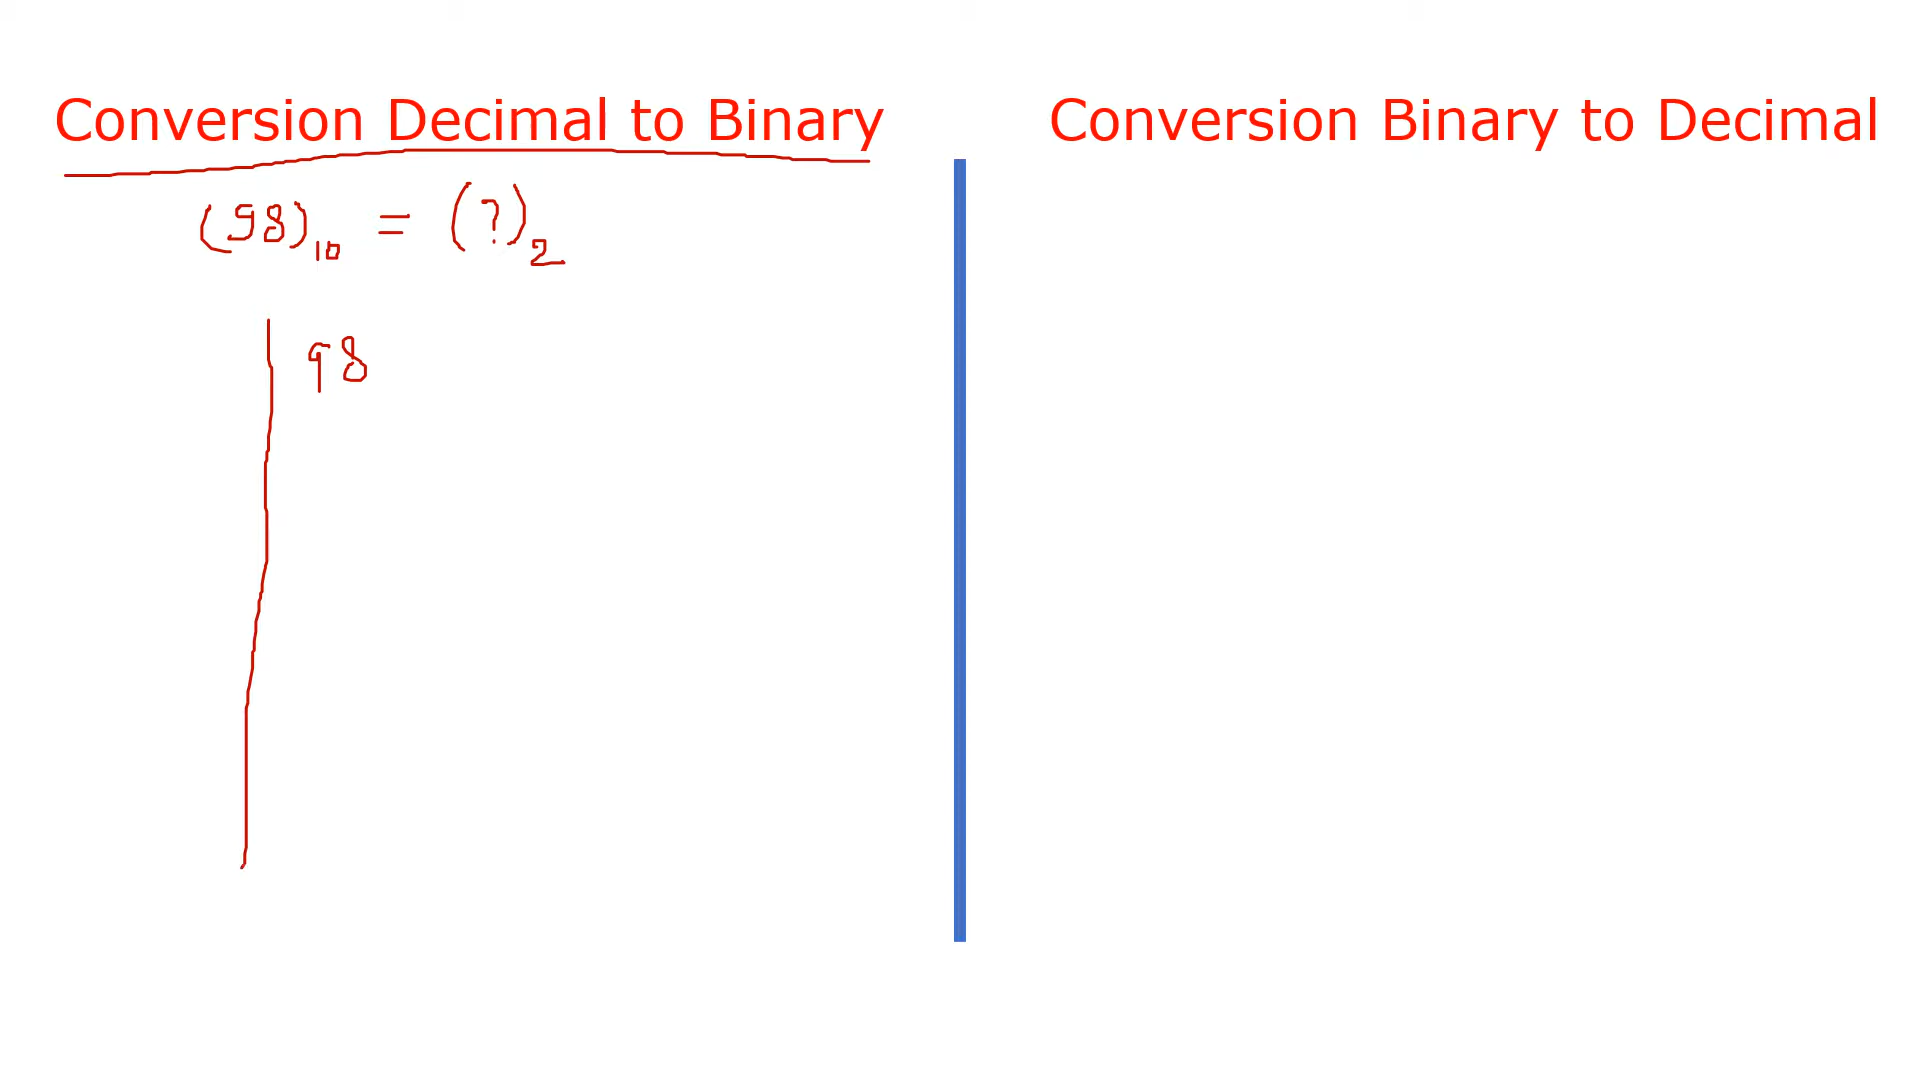 Conversion Decimal to Binary
(98)10 = (?)2
98
Conversion Binary to Decimal